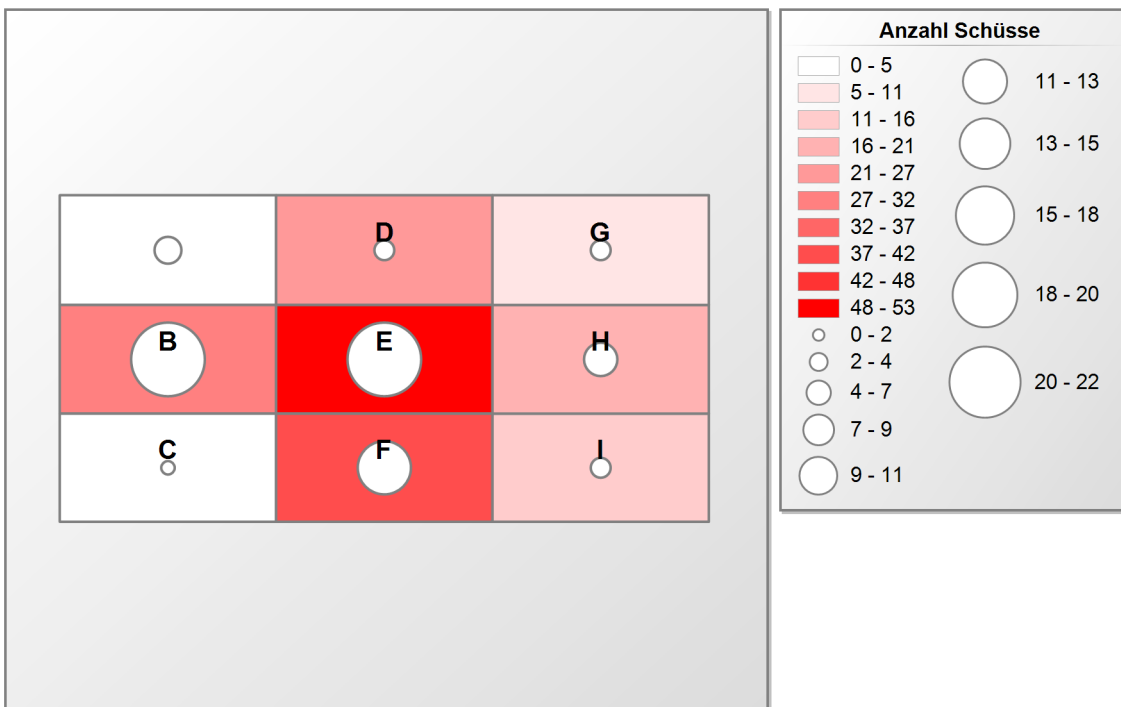 D
G
B
E
H
C
F
I
Anzahl Schüsse
0 - 5
5 - 11
11 - 16
16 - 21
21 - 27
27 - 32
32 - 37
37 - 42
42 - 48
48 - 53
0 - 2
2 - 4
4 - 7
7 - 9
9 - 11
11 - 13
13 - 15
15 - 18
18 - 20
20 - 22